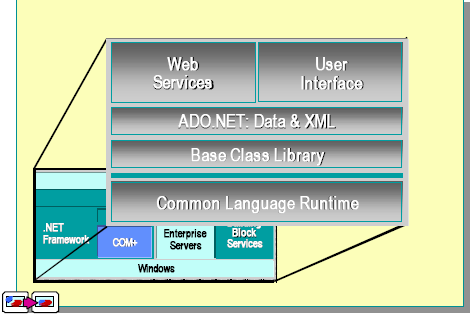 Web
Services
User
Interface
ADO.NET: Data & XML
Base Class Library
Common Language Runtime
.NET
Framework
COM+
Enterprise
Servers
Block
Services
Windows